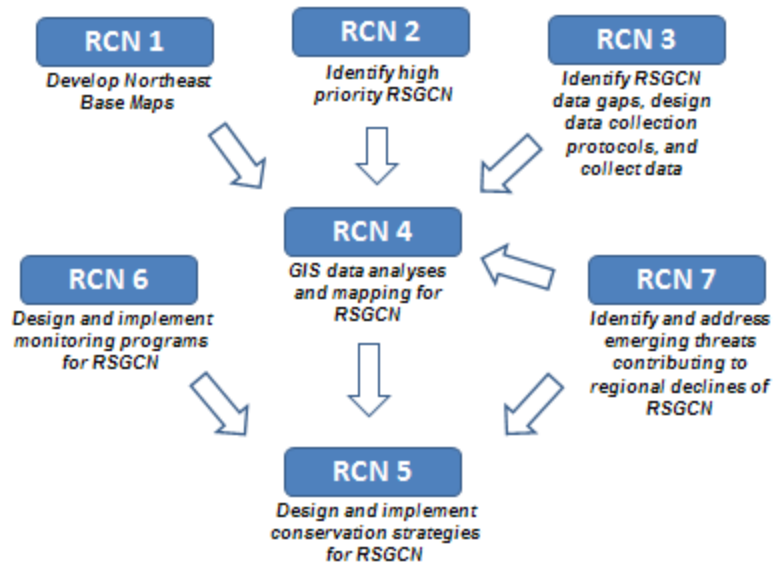 RCN 1
Develop Northeast
Base Maps
RCN 2
Identify high
priority RSGCN
RCN 3
Identify RSGCN
data gaps, design
data collection
protocols, and
collect data
RCN 4
GIS data analyses
and mapping for
RSGCN
RCN 6
Design and implement
monitoring programs
for RSGCN
RCN 7
Identify and address
emerging threats
contributing to
regional declines of
RSGCN
RCN 5
Design and implement
conservation strategies
for RSGCN